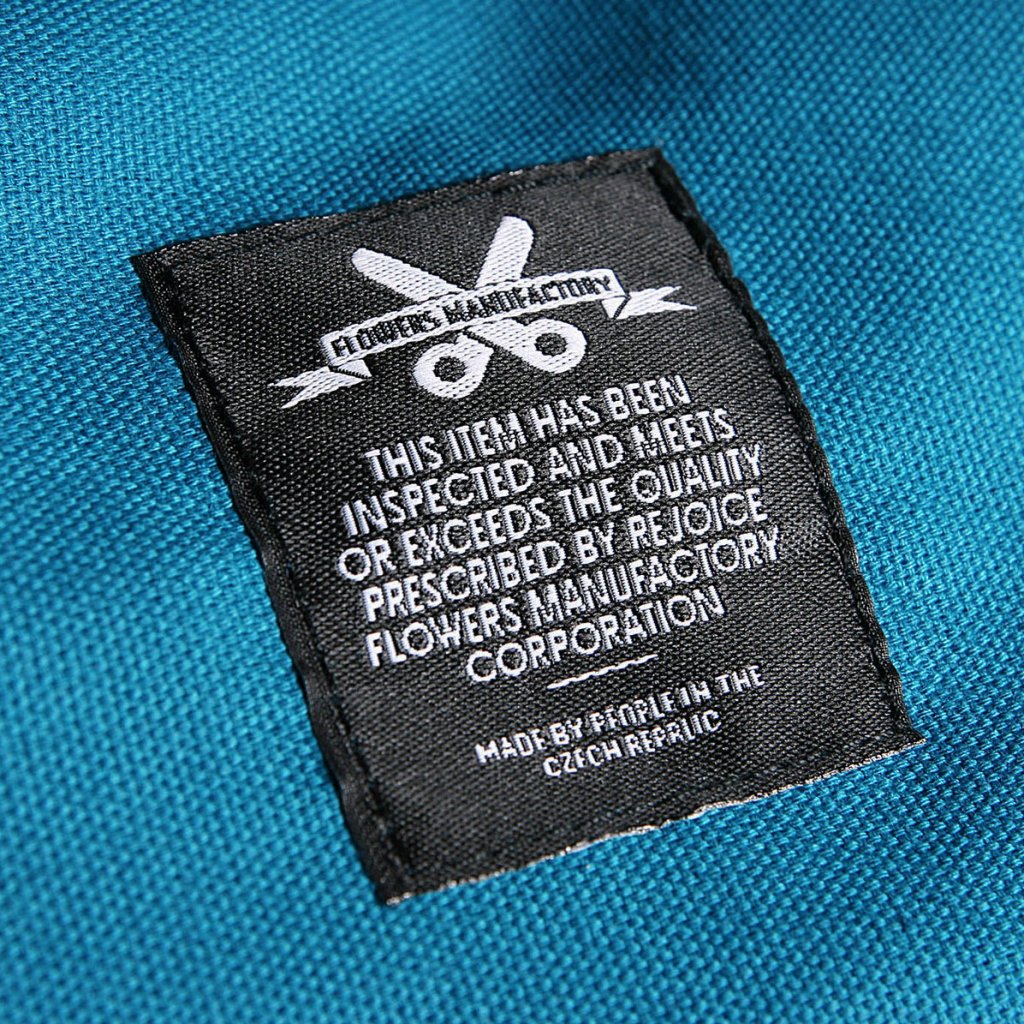 FLOWERS MANUFACTORY
THIS ITEM HAS BEEN
INSPECTED AND MEETS
OR EXCEEDS THE QUALITY
PRESCRIBED BY REJOICE
FLOWERS MANUFACTORY
CORPORATION
MADE BY PEOPLE IN THE
CZECH REPBLIC